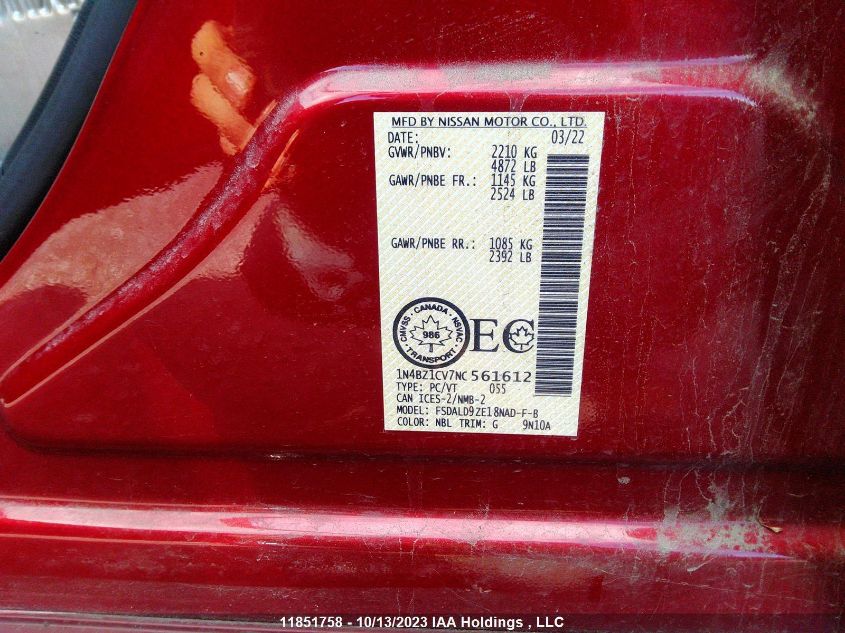 MFD BY NISSAN MOTOR CO., LTD.
DATE: 03/22
GVWR/PNBV: 2210 KG
4872 LB
GAWR/PNBE FR.: 1145 KG
2524 LB
GAWR/PNBE RR.: 1085 KG
2392 LB
CANADA · CMVSS · NSVAC · TRANSPORT
986
EC
1N4BZ1CV7NC561612
TYPE: PC/VT 055
CAN ICES-2/NMB-2
MODEL: FSDALD9ZE18NAD-F-B
COLOR: NBL TRIM: G 9N10A
11851758 - 10/13/2023 IAA Holdings , LLC